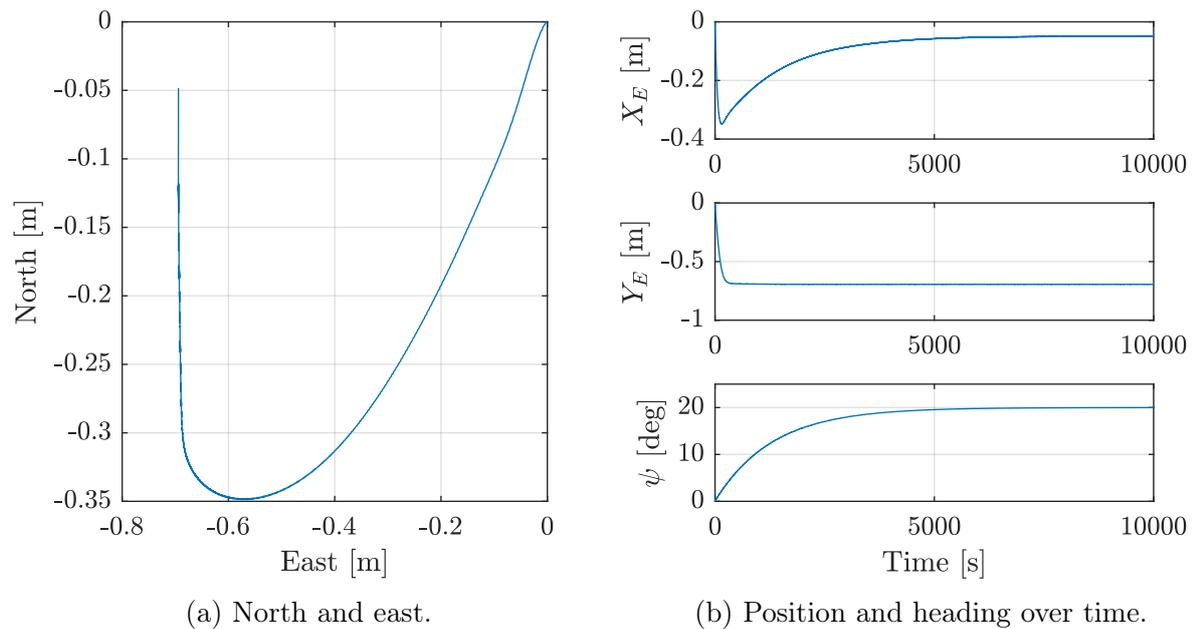 0
-0.05
-0.1
-0.15
-0.2
-0.25
-0.3
-0.35
North [m]
-0.8 -0.6 -0.4 -0.2 0
East [m]
(a) North and east.
0
-0.2
-0.4
X_E [m]
0 5000 10000
0
-0.5
-1
Y_E [m]
0 5000 10000
20
10
0
ψ [deg]
0 5000 10000
Time [s]
(b) Position and heading over time.